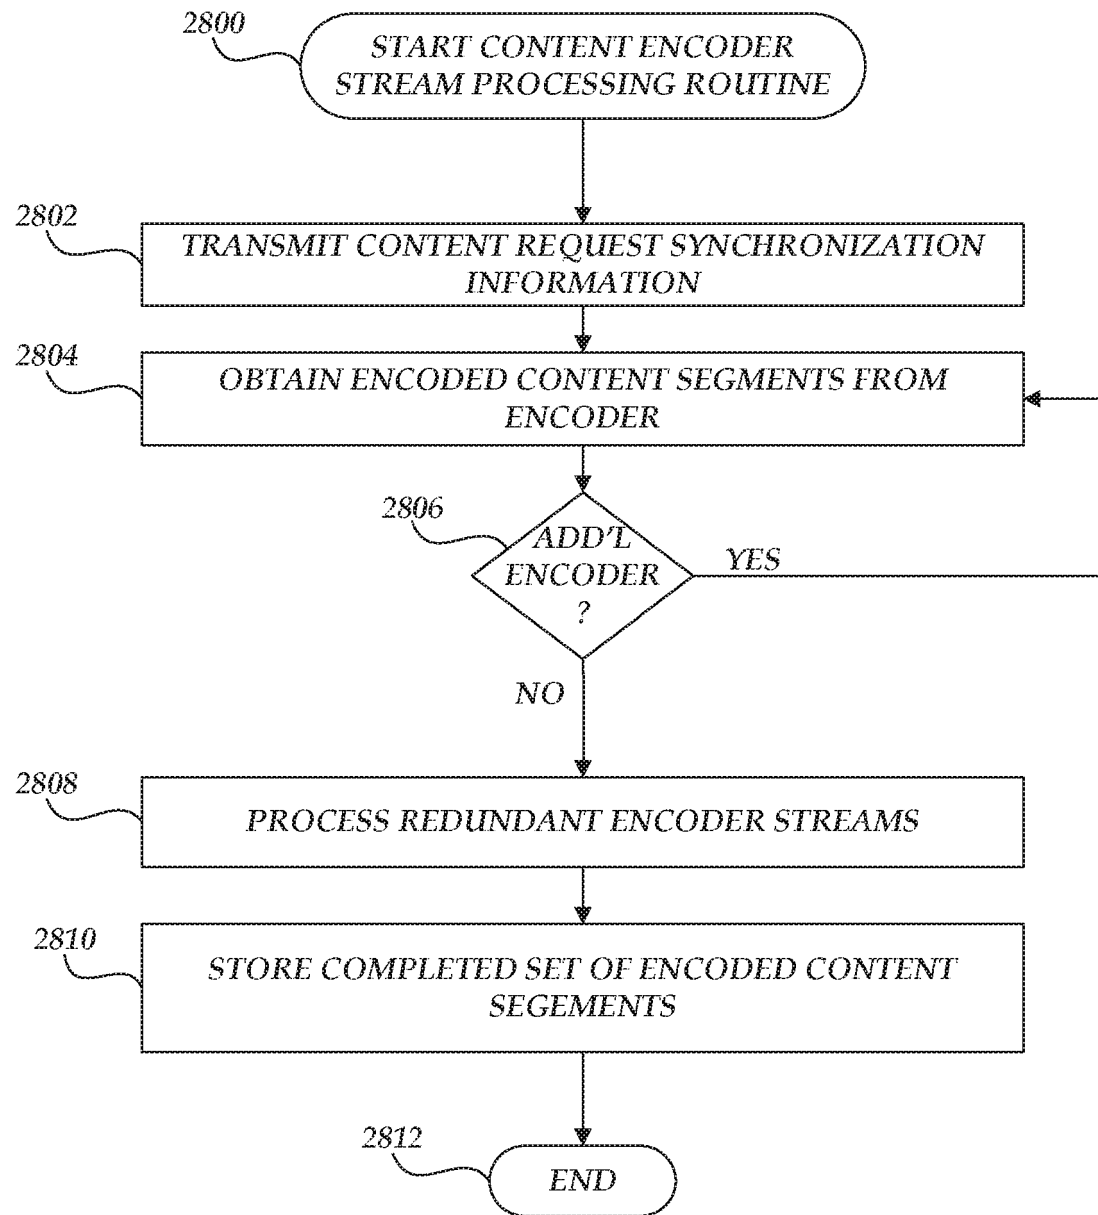 2800
START CONTENT ENCODER
STREAM PROCESSING ROUTINE
2802
TRANSMIT CONTENT REQUEST SYNCHRONIZATION
INFORMATION
2804
OBTAIN ENCODED CONTENT SEGMENTS FROM
ENCODER
2806
ADD'L
ENCODER
?
YES
NO
2808
PROCESS REDUNDANT ENCODER STREAMS
2810
STORE COMPLETED SET OF ENCODED CONTENT
SEGEMENTS
2812
END